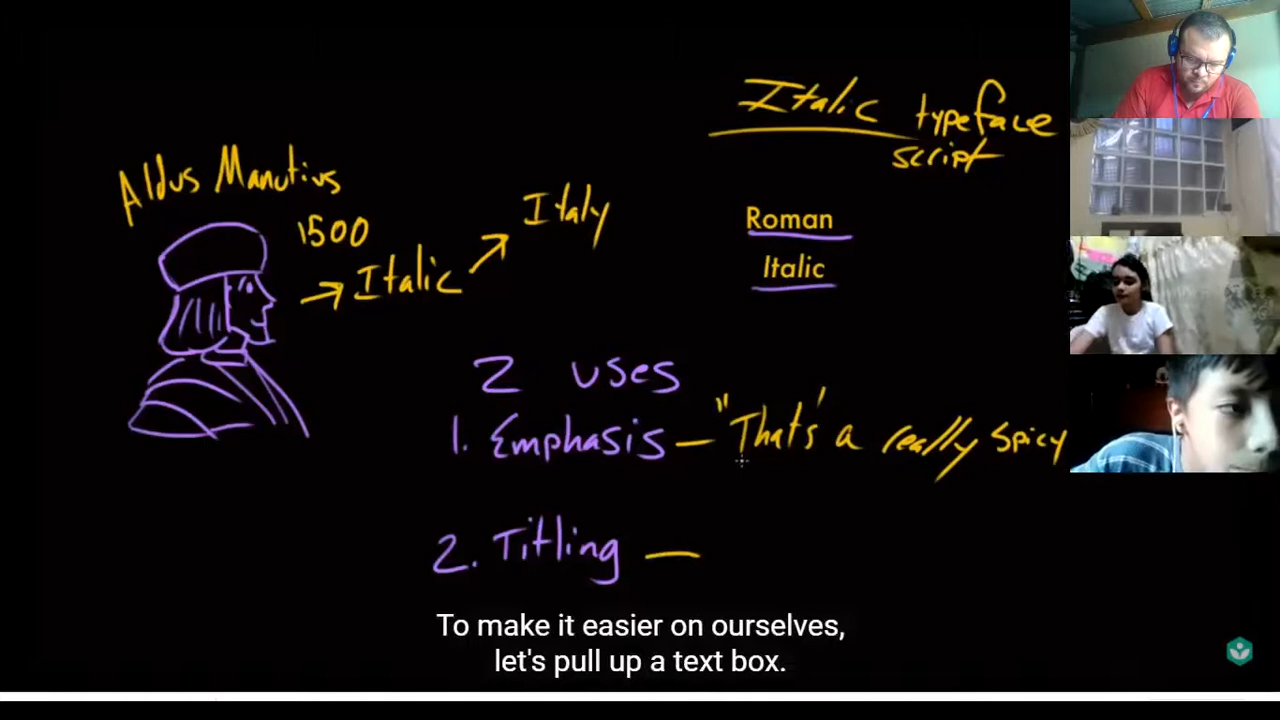 Italic typeface
script
Aldus Manutius
1500
Italic
Italy
Roman
Italic
2 uses
1. Emphasis — "That's a really spicy
2. Titling —
To make it easier on ourselves,
let's pull up a text box.